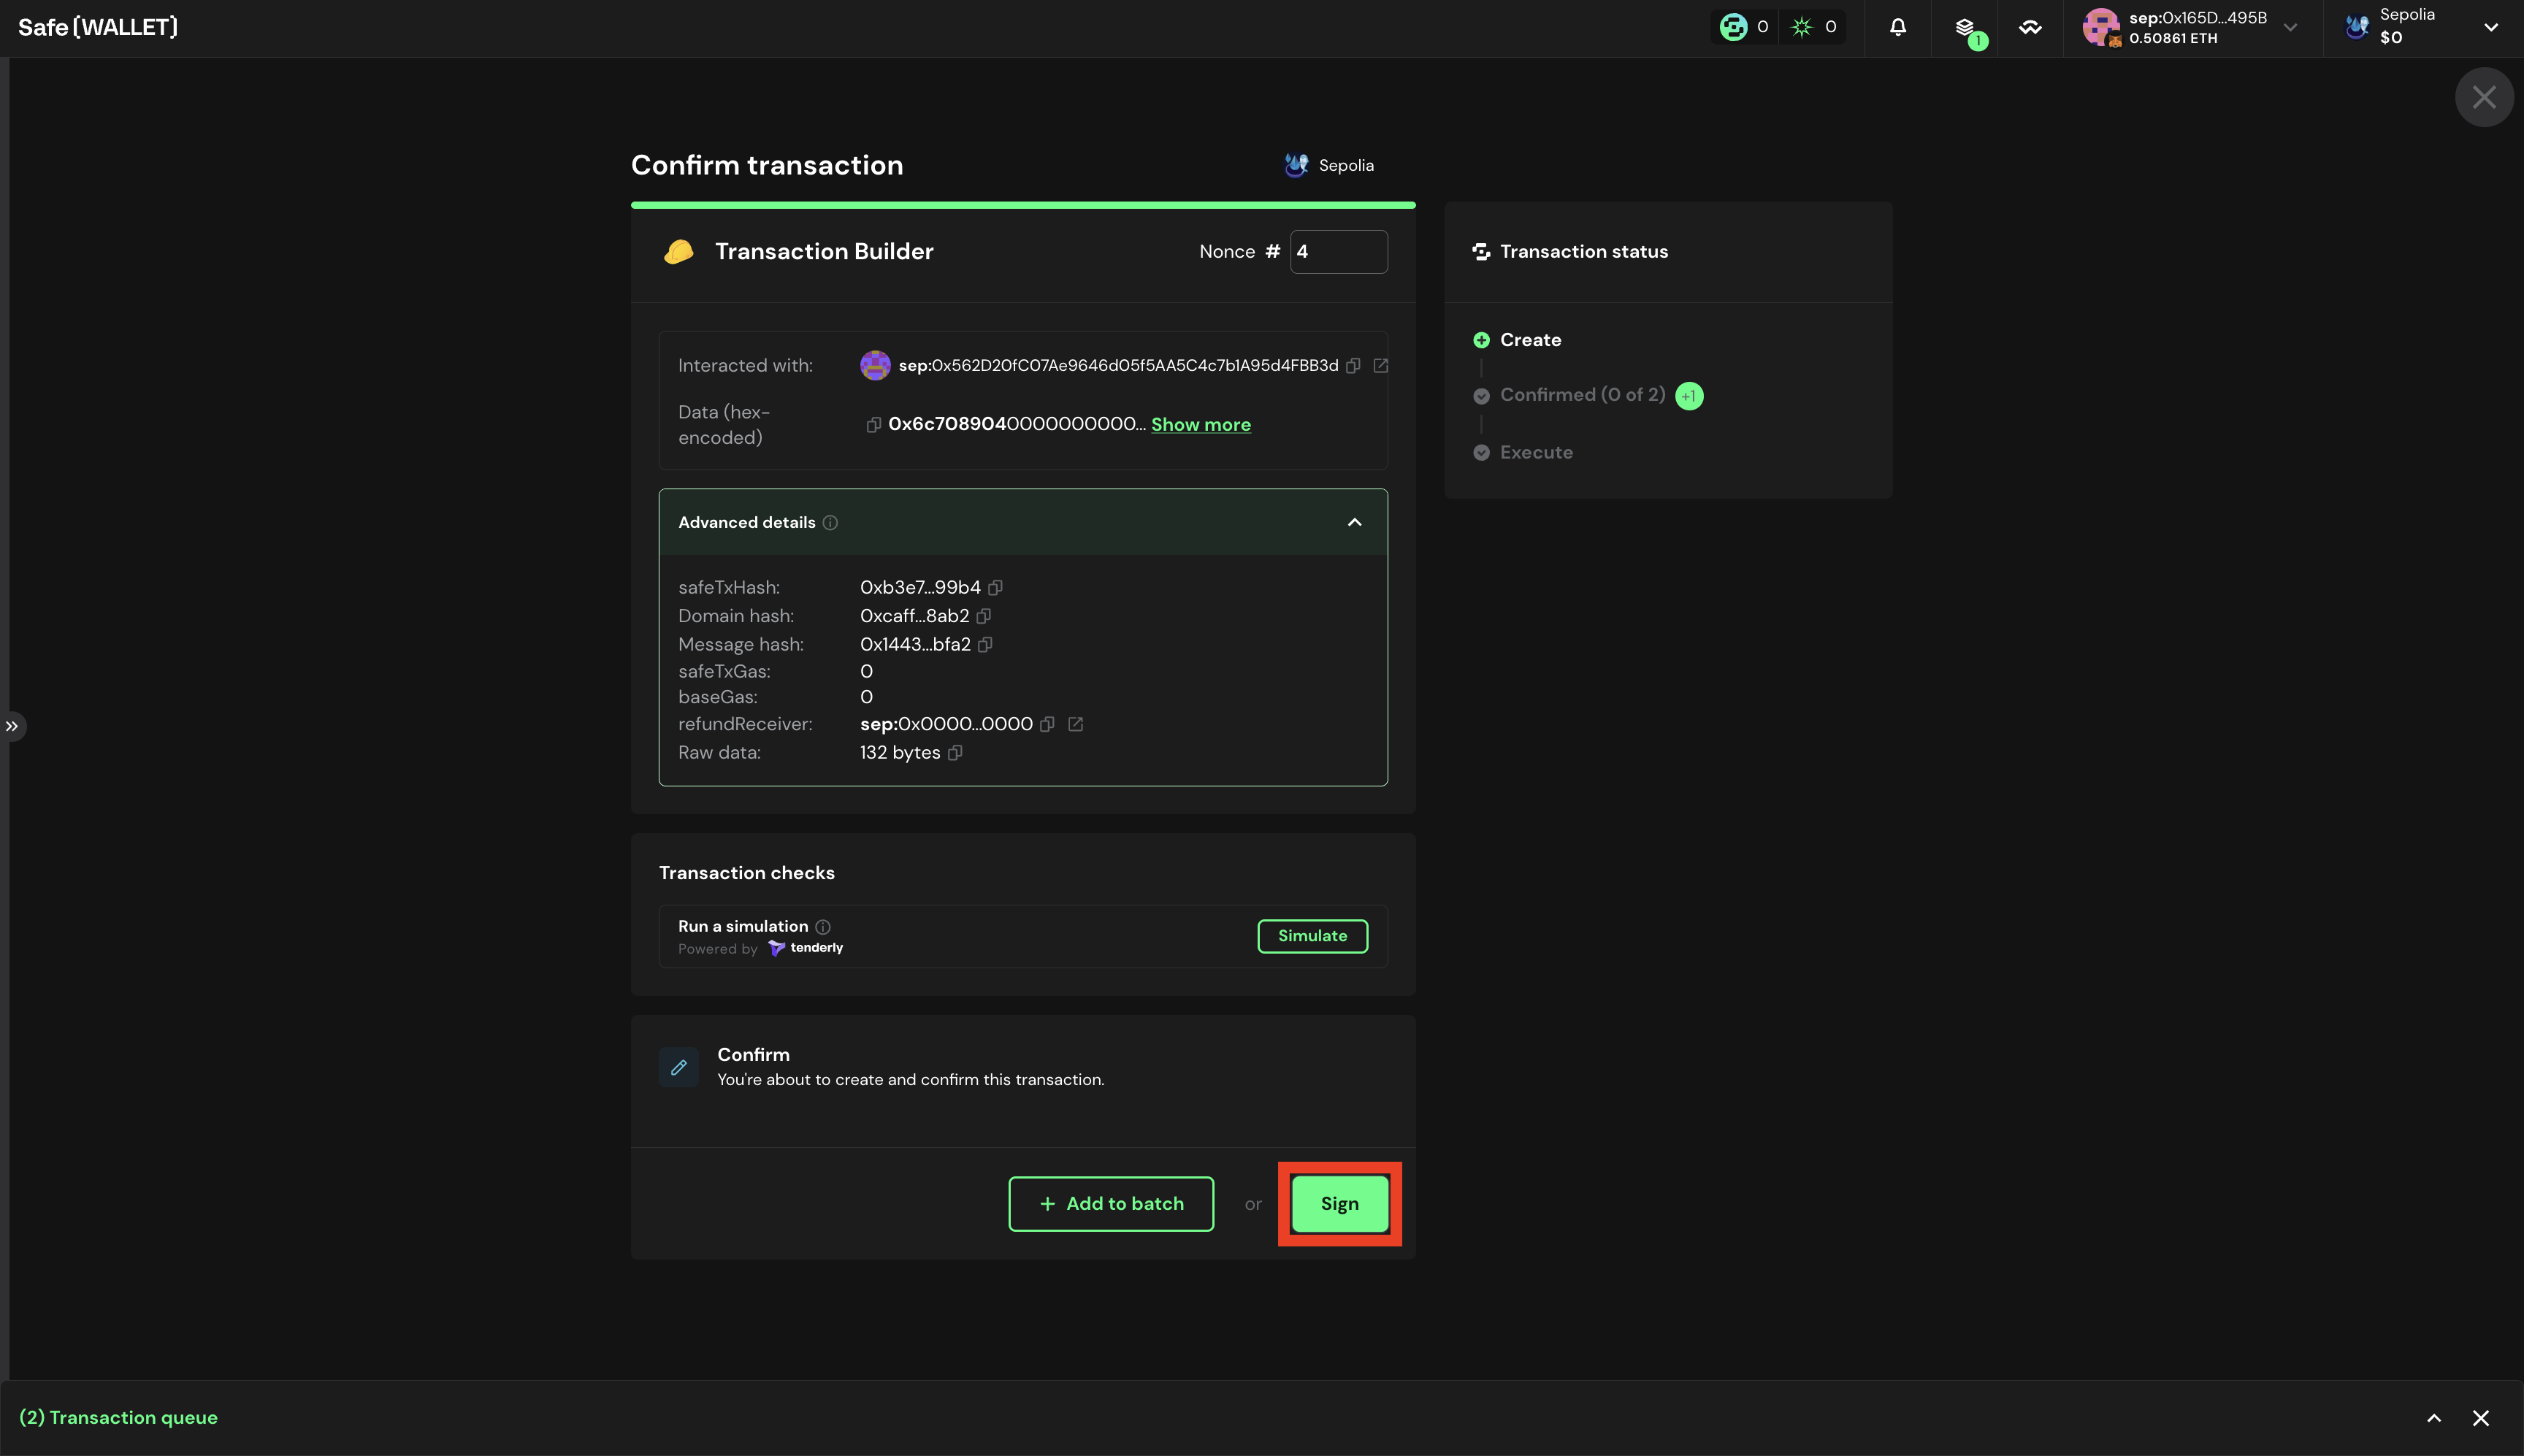 Safe[WALLET]
0
0
1
sep:0x165D...495B
0.50861 ETH
Sepolia
$0
Confirm transaction
Sepolia
Transaction Builder
Nonce # 4
Transaction status
Interacted with: sep:0x562D20fC07Ae9646d05f5AA5C4c7b1A95d4FBB3d
Data (hex-
encoded)
0x6c7089040000000000... Show more
Create
Confirmed (0 of 2) +1
Execute
Advanced details
safeTxHash: 0xb3e7...99b4
Domain hash: 0xcaff...8ab2
Message hash: 0x1443...bfa2
safeTxGas: 0
baseGas: 0
refundReceiver: sep:0x0000...0000
Raw data: 132 bytes
Transaction checks
Run a simulation
Powered by tenderly
Simulate
Confirm
You're about to create and confirm this transaction.
+ Add to batch
or
Sign
(2) Transaction queue